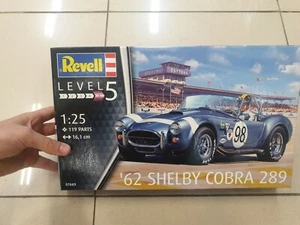 Revell
LEVEL 5
1:25
119 PARTS
16,1 cm
98
'62 SHELBY COBRA 289